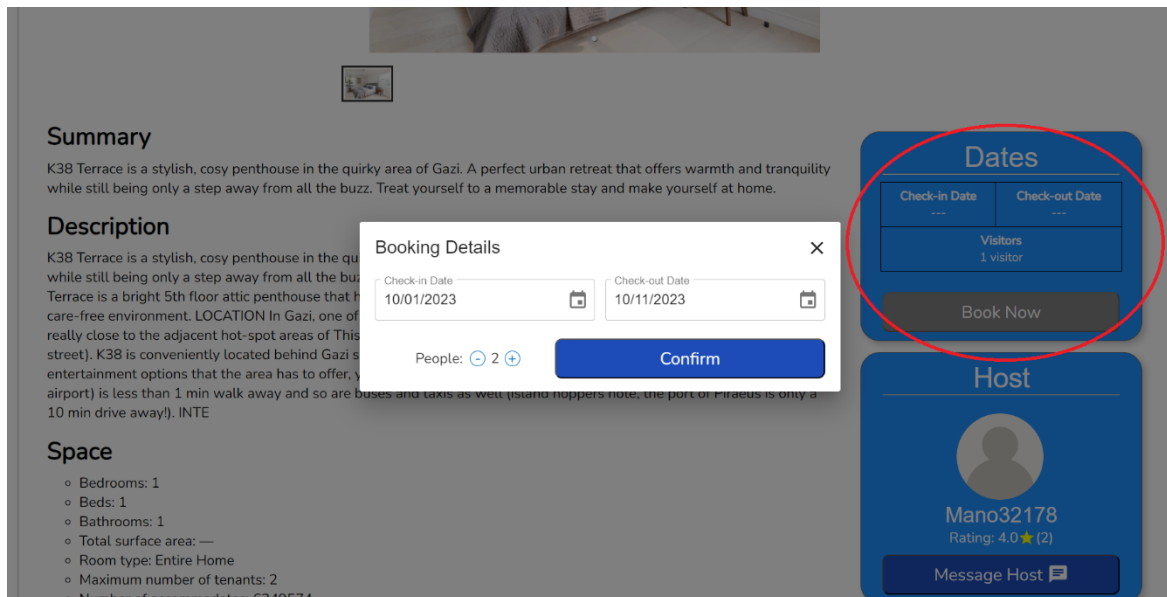 Summary
K38 Terrace is a stylish, cosy penthouse in the quirky area of Gazi. A perfect urban retreat that offers warmth and tranquility
while still being only a step away from all the buzz. Treat yourself to a memorable stay and make yourself at home.
Description
K38 Terrace is a stylish, cosy penthouse in the qu
while still being only a step away from all the buz
Terrace is a bright 5th floor attic penthouse that h
care-free environment. LOCATION In Gazi, one of
really close to the adjacent hot-spot areas of This
street). K38 is conveniently located behind Gazi s
entertainment options that the area has to offer, y
airport) is less than 1 min walk away and so are buses and taxis as well (island hoppers note, the port of Piraeus is only a
10 min drive away!). INTE
Space
Bedrooms: 1
Beds: 1
Bathrooms: 1
Total surface area: —
Room type: Entire Home
Maximum number of tenants: 2
Booking Details
Check-in Date
Check-out Date
10/01/2023
10/11/2023
People: - 2 +
Confirm
Dates
Check-in Date
Check-out Date
---
---
Visitors
1 visitor
Book Now
Host
Mano32178
Rating: 4.0★(2)
Message Host